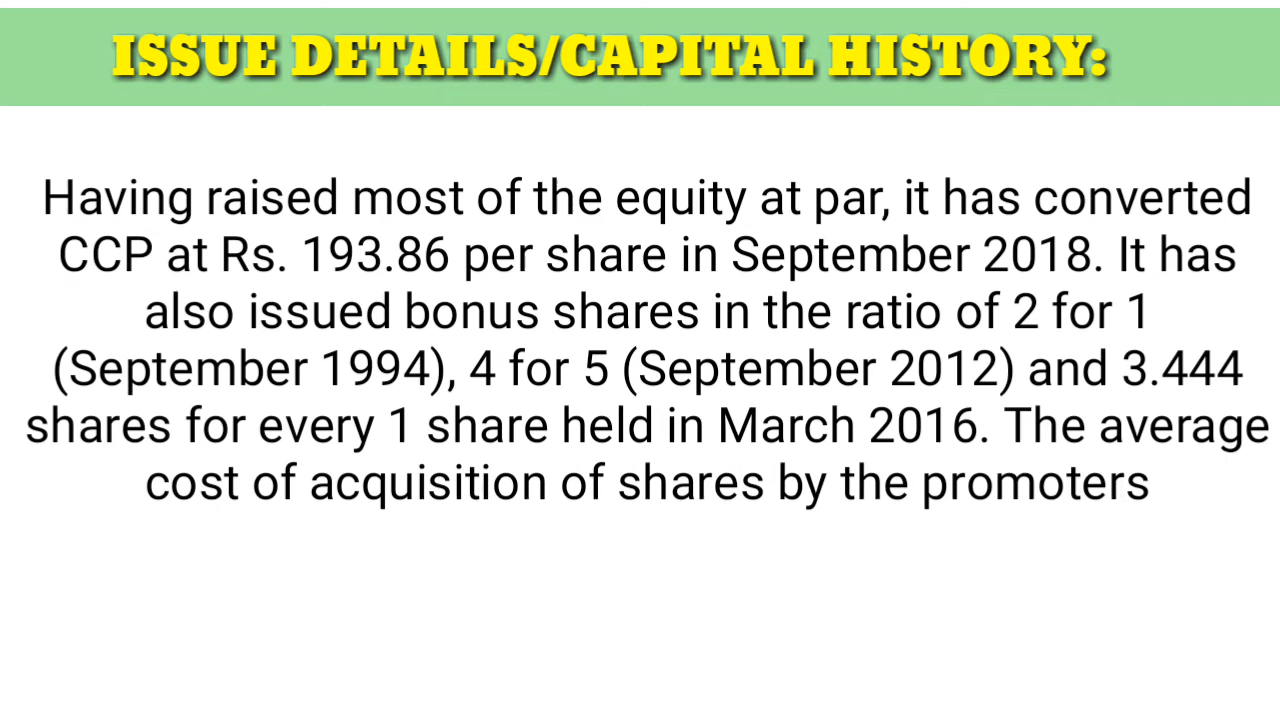 ISSUE DETAILS/CAPITAL HISTORY:
Having raised most of the equity at par, it has converted
CCP at Rs. 193.86 per share in September 2018. It has
also issued bonus shares in the ratio of 2 for 1
(September 1994), 4 for 5 (September 2012) and 3.444
shares for every 1 share held in March 2016. The average
cost of acquisition of shares by the promoters